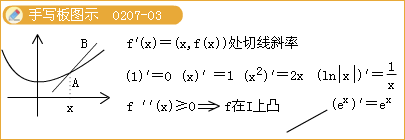 手写板图示 0207-03
f'(x)=(x,f(x))处切线斜率
(1)'=0 (x)'=1 (x²)'=2x (ln|x|)'=1/x
f ''(x)≥0⟶f在I上凸 (eˣ)'=eˣ
B
A
x